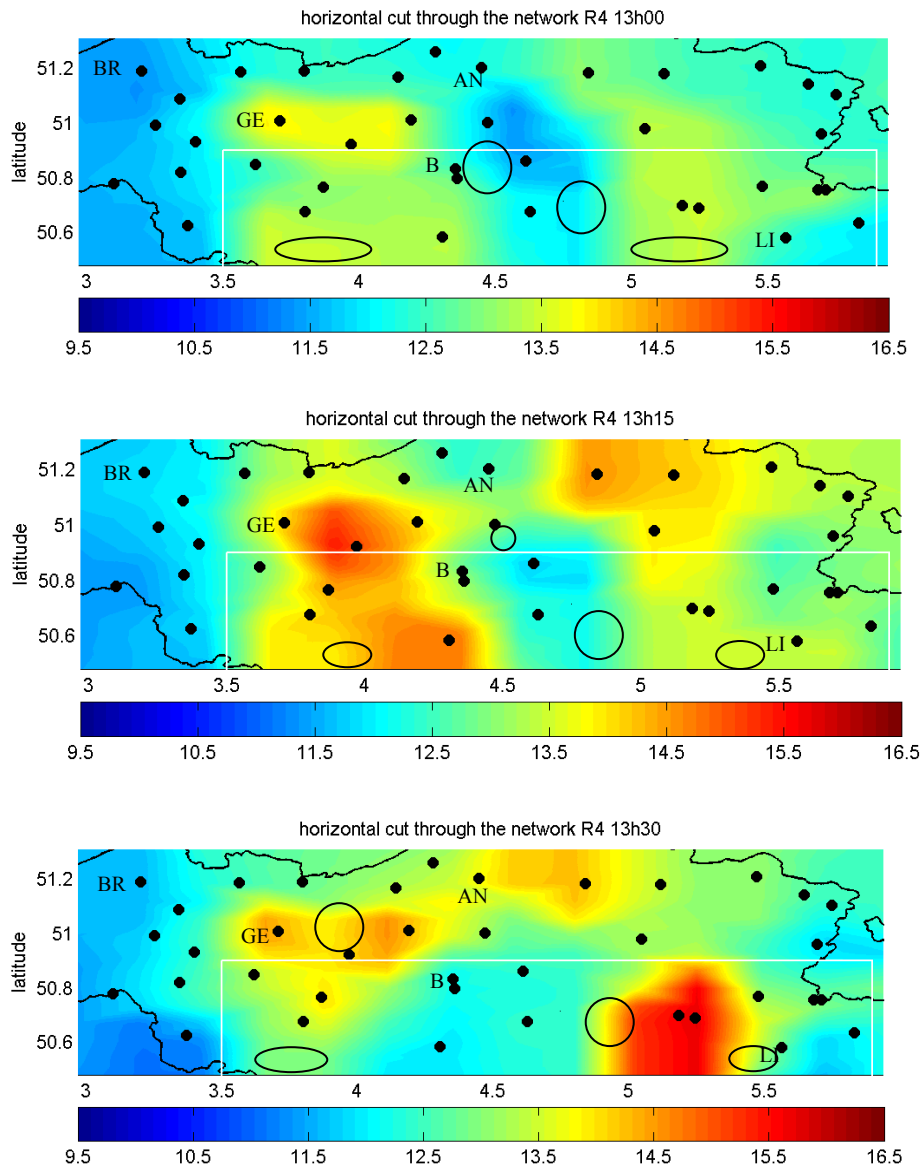 horizontal cut through the network R4 13h00
51.2
51
50.8
50.6
latitude
BR
AN
GE
B
LI
3 3.5 4 4.5 5 5.5
9.5 10.5 11.5 12.5 13.5 14.5 15.5 16.5
horizontal cut through the network R4 13h15
51.2
51
50.8
50.6
latitude
BR
AN
GE
B
LI
3 3.5 4 4.5 5 5.5
9.5 10.5 11.5 12.5 13.5 14.5 15.5 16.5
horizontal cut through the network R4 13h30
51.2
51
50.8
50.6
latitude
BR
AN
GE
B
LI
3 3.5 4 4.5 5 5.5
9.5 10.5 11.5 12.5 13.5 14.5 15.5 16.5